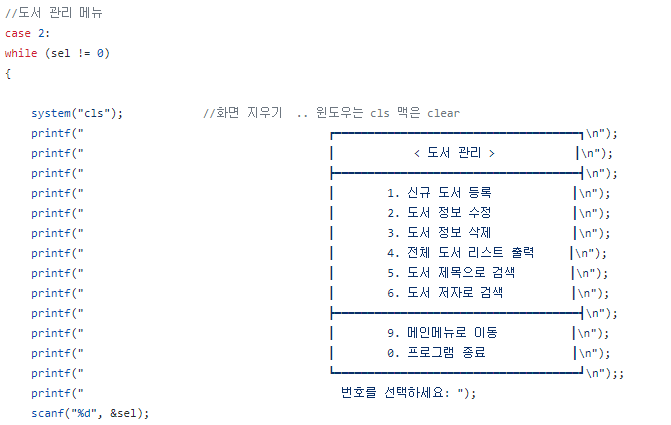 //도서 관리 메뉴
case 2:
while (sel != 0)
{
system("cls"); //화면 지우기 .. 윈도우는 cls 맥은 clear
printf(" ┏━━━━━━━━━━━━━━━━━━━━━━━━━━━━━━━━┓\n");
printf(" ┃ < 도서 관리 > ┃\n");
printf(" ┣━━━━━━━━━━━━━━━━━━━━━━━━━━━━━━━━┫\n");
printf(" ┃ 1. 신규 도서 등록 ┃\n");
printf(" ┃ 2. 도서 정보 수정 ┃\n");
printf(" ┃ 3. 도서 정보 삭제 ┃\n");
printf(" ┃ 4. 전체 도서 리스트 출력 ┃\n");
printf(" ┃ 5. 도서 제목으로 검색 ┃\n");
printf(" ┃ 6. 도서 저자로 검색 ┃\n");
printf(" ┣━━━━━━━━━━━━━━━━━━━━━━━━━━━━━━━━┫\n");
printf(" ┃ 9. 메인메뉴로 이동 ┃\n");
printf(" ┃ 0. 프로그램 종료 ┃\n");
printf(" ┗━━━━━━━━━━━━━━━━━━━━━━━━━━━━━━━━┛\n");;
printf(" 번호를 선택하세요: ");
scanf("%d", &sel);